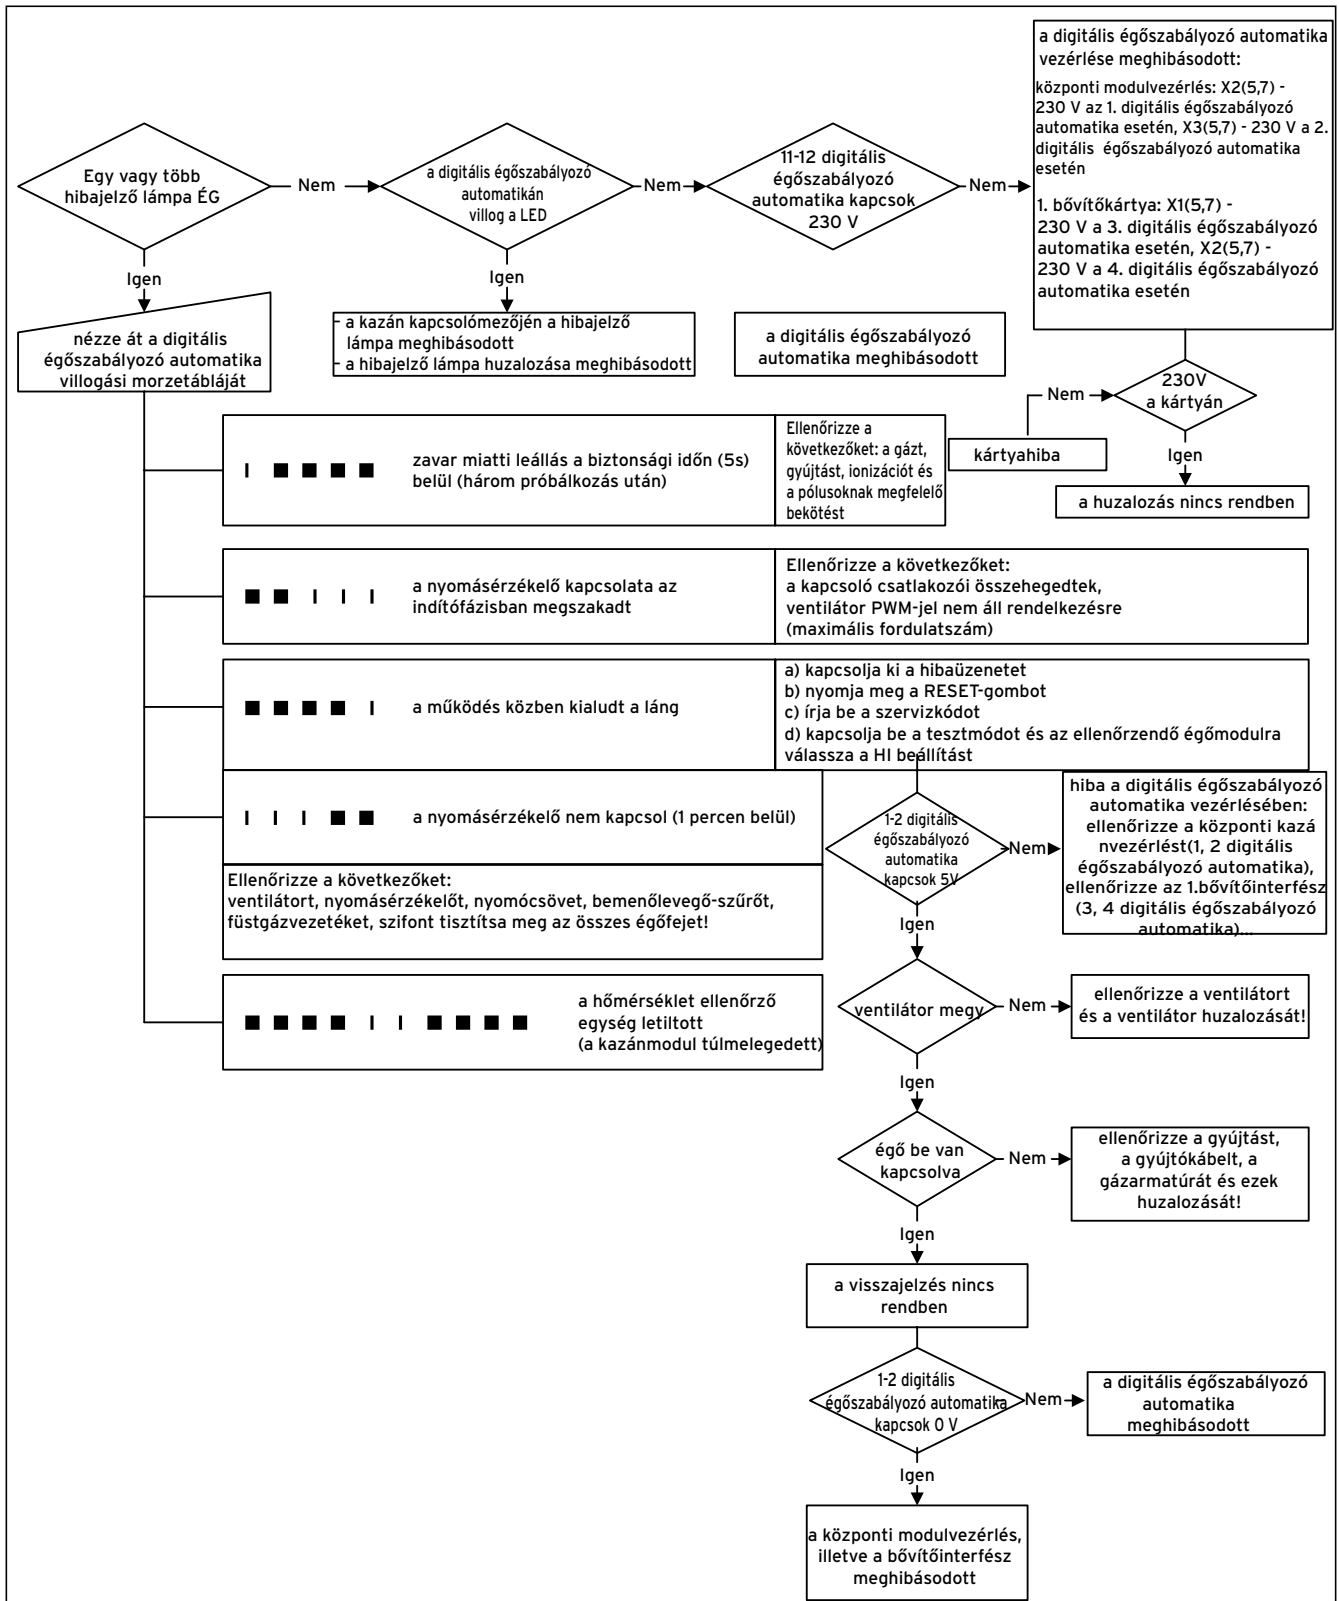 Egy vagy több
hibajelző lámpa ÉG
Nem
a digitális égőszabályozó
automatikán
villog a LED
Nem
11-12 digitális
égőszabályozó
automatika kapcsok
230 V
Nem
a digitális égőszabályozó automatika
vezérlése meghibásodott:
központi modulvezérlés: X2(5,7) -
230 V az 1. digitális égőszabályozó
automatika esetén, X3(5,7) - 230 V a 2.
digitális égőszabályozó automatika
esetén
1. bővítőkártya: X1(5,7) -
230 V a 3. digitális égőszabályozó
automatika esetén, X2(5,7) -
230 V a 4. digitális égőszabályozó
automatika esetén
Igen
Igen
nézze át a digitális
égőszabályozó automatika
villogási morzetábláját
- a kazán kapcsolómezőjén a hibajelző
lámpa meghibásodott
- a hibajelző lámpa huzalozása meghibásodott
a digitális égőszabályozó
automatika meghibásodott
230V
a kártyán
Nem
kártyahiba
Igen
a huzalozás nincs rendben
zavar miatti leállás a biztonsági időn (5s)
belül (három próbálkozás után)
Ellenőrizze a
következőket: a gázt,
gyújtást, ionizációt és
a pólusoknak megfelelő
bekötést
a nyomásérzékelő kapcsolata az
indítófázisban megszakadt
Ellenőrizze a következőket:
a kapcsoló csatlakozói összehegedtek,
ventilátor PWM-jel nem áll rendelkezésre
(maximális fordulatszám)
a működés közben kialudt a láng
a) kapcsolja ki a hibaüzenetet
b) nyomja meg a RESET-gombot
c) írja be a szervizkódot
d) kapcsolja be a tesztmódot és az ellenőrzendő égőmodulra
válassza a HI beállítást
a nyomásérzékelő nem kapcsol (1 percen belül)
Ellenőrizze a következőket:
ventilátort, nyomásérzékelőt, nyomócsövet, bemenőlevegő-szűrőt,
füstgázvezetéket, szifont tisztítsa meg az összes égőfejet!
1-2 digitális
égőszabályozó
automatika
kapcsok 5V
Nem
hiba a digitális égőszabályozó
automatika vezérlésében:
ellenőrizze a központi kazá
nvezérlést(1, 2 digitális
égőszabályozó automatika),
ellenőrizze az 1.bővítőinterfész
(3, 4 digitális égőszabályozó
automatika)...
Igen
a hőmérséklet ellenőrző
egység letiltott
(a kazánmodul túlmelegedett)
ventilátor megy
Nem
ellenőrizze a ventilátort
és a ventilátor huzalozását!
Igen
égő be van
kapcsolva
Nem
ellenőrizze a gyújtást,
a gyújtókábelt, a
gázarmatúrát és ezek
huzalozását!
Igen
a visszajelzés nincs
rendben
1-2 digitális
égőszabályozó automatika
kapcsok 0 V
Nem
a digitális égőszabályozó
automatika
meghibásodott
Igen
a központi modulvezérlés,
illetve a bővítőinterfész
meghibásodott